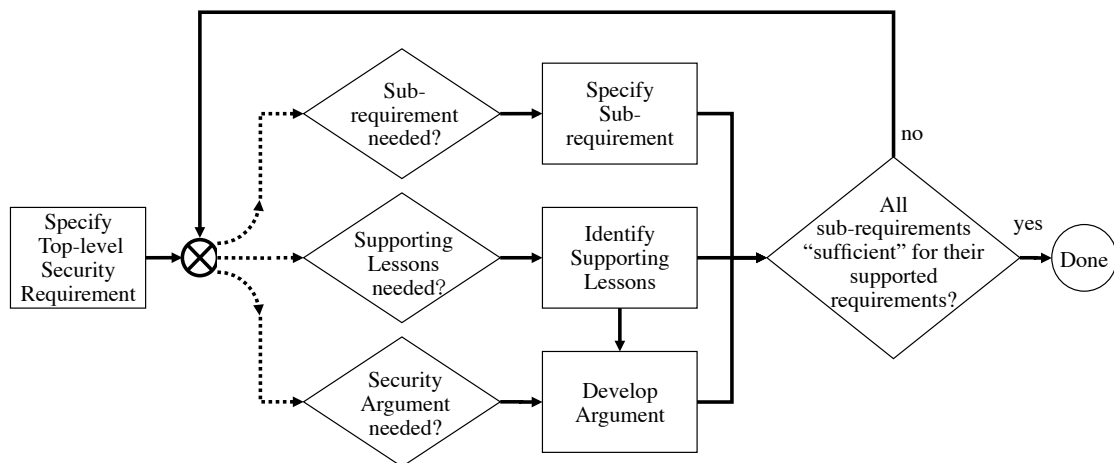 Specify
Top-level
Security
Requirement
Sub-
requirement
needed?
Specify
Sub-
requirement
Supporting
Lessons
needed?
Identify
Supporting
Lessons
Security
Argument
needed?
Develop
Argument
no
All
sub-requirements
“sufficient” for their
supported
requirements?
yes
Done